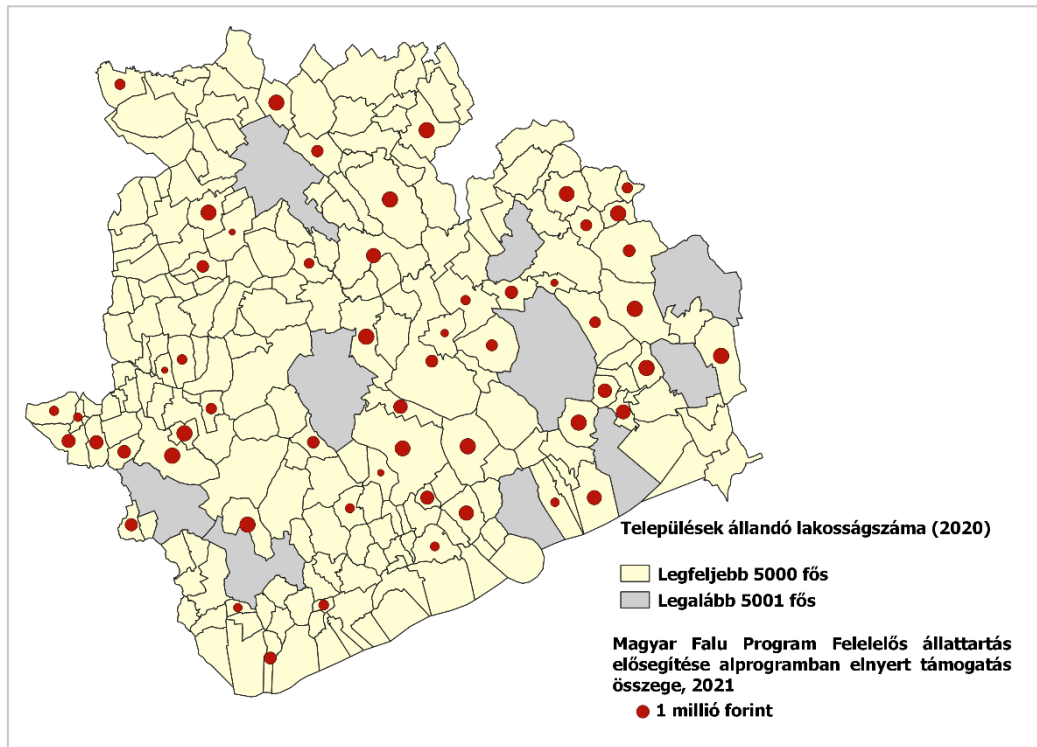 Települések állandó lakosságszáma (2020)
Legfeljebb 5000 fős
Legalább 5001 fős
Magyar Falu Program Felelelős állattartás
elősegítése alprogramban elnyert támogatás
összege, 2021
1 millió forint